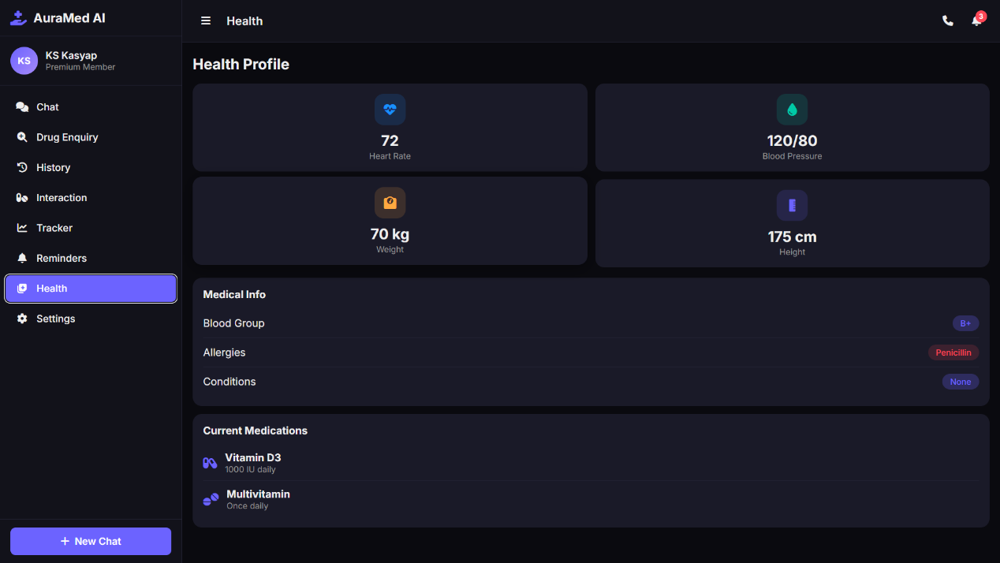 AuraMed AI
KS
KS Kasyap
Premium Member
Chat
Drug Enquiry
History
Interaction
Tracker
Reminders
Health
Settings
+ New Chat
Health
3
Health Profile
72
Heart Rate
120/80
Blood Pressure
70 kg
Weight
175 cm
Height
Medical Info
Blood Group B+
Allergies Penicillin
Conditions None
Current Medications
Vitamin D3
1000 IU daily
Multivitamin
Once daily